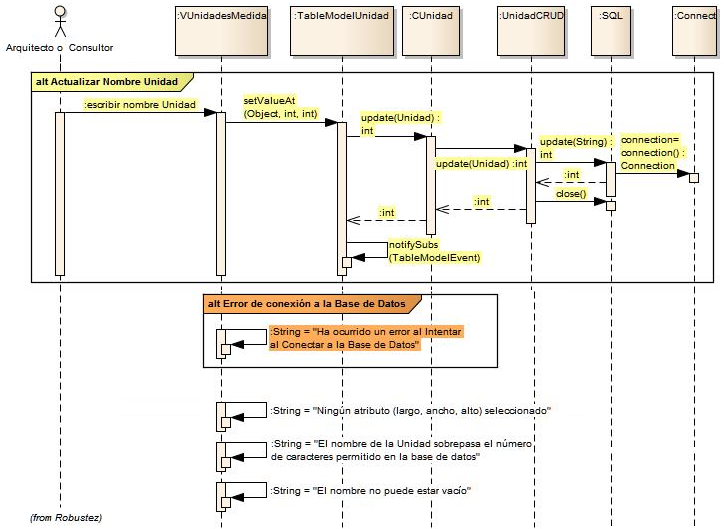 :VUnidadesMedida
:TableModelUnidad
:CUnidad
:UnidadCRUD
:SQL
:Connect
Arquitecto o Consultor
alt Actualizar Nombre Unidad
:escribir nombre Unidad
setValueAt
(Object, int, int)
update(Unidad) :
int
update(Unidad) :int
update(String) :
int
connection=
connection() :
Connection
:int
close()
:int
:int
notifySubs
(TableModelEvent)
alt Error de conexión a la Base de Datos
:String = "Ha ocurrido un error al Intentar
al Conectar a la Base de Datos"
:String = "Ningún atributo (largo, ancho, alto) seleccionado"
:String = "El nombre de la Unidad sobrepasa el número
de caracteres permitido en la base de datos"
:String = "El nombre no puede estar vacío"
(from Robustez)